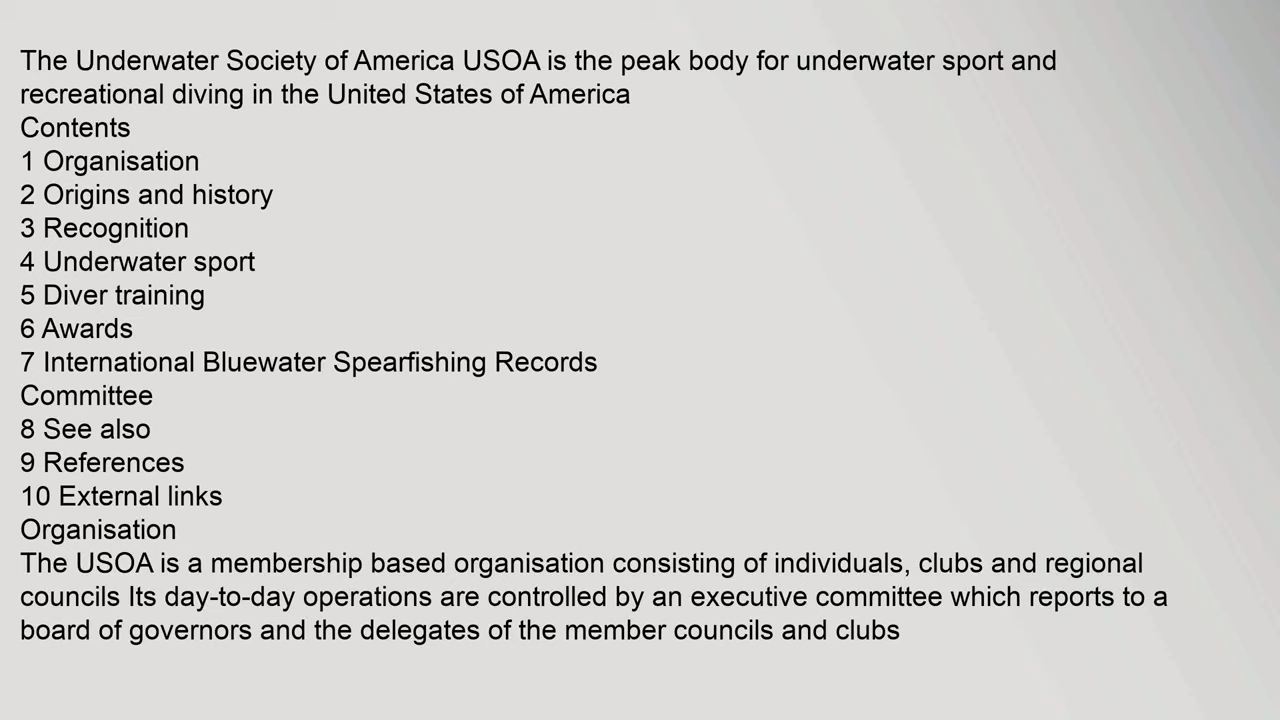 The Underwater Society of America USOA is the peak body for underwater sport and
recreational diving in the United States of America
Contents
1 Organisation
2 Origins and history
3 Recognition
4 Underwater sport
5 Diver training
6 Awards
7 International Bluewater Spearfishing Records
Committee
8 See also
9 References
10 External links
Organisation
The USOA is a membership based organisation consisting of individuals, clubs and regional
councils Its day-to-day operations are controlled by an executive committee which reports to a
board of governors and the delegates of the member councils and clubs